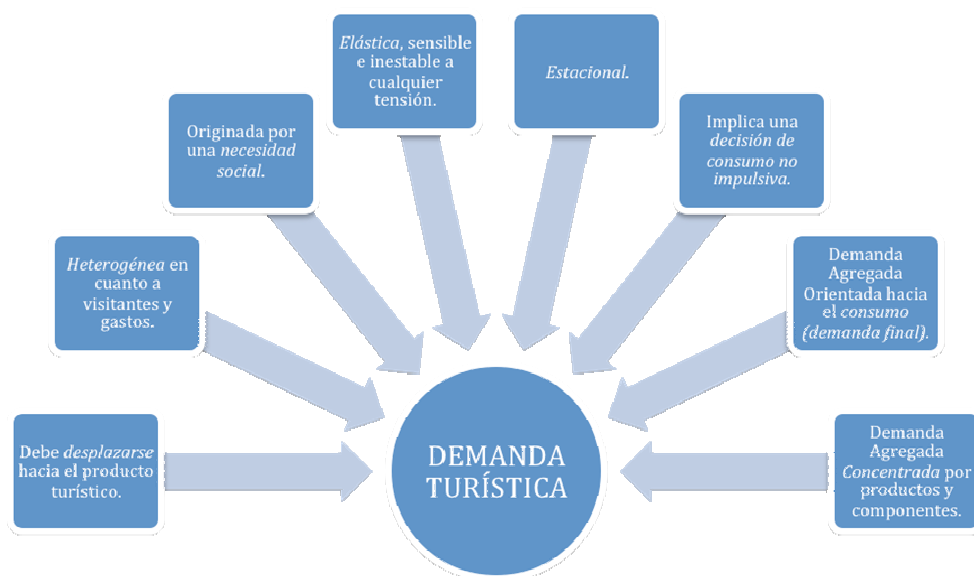 Debe desplazarse
hacia el producto
turístico.
Heterogénea en
cuanto a
visitantes y
gastos.
Originada por
una necesidad
social.
Elástica, sensible
e inestable a
cualquier
tensión.
Estacional.
Implica una
decisión de
consumo no
impulsiva.
Demanda
Agregada
Orientada hacia
el consumo
(demanda final).
Demanda
Agregada
Concentrada por
productos y
componentes.
DEMANDA
TURÍSTICA